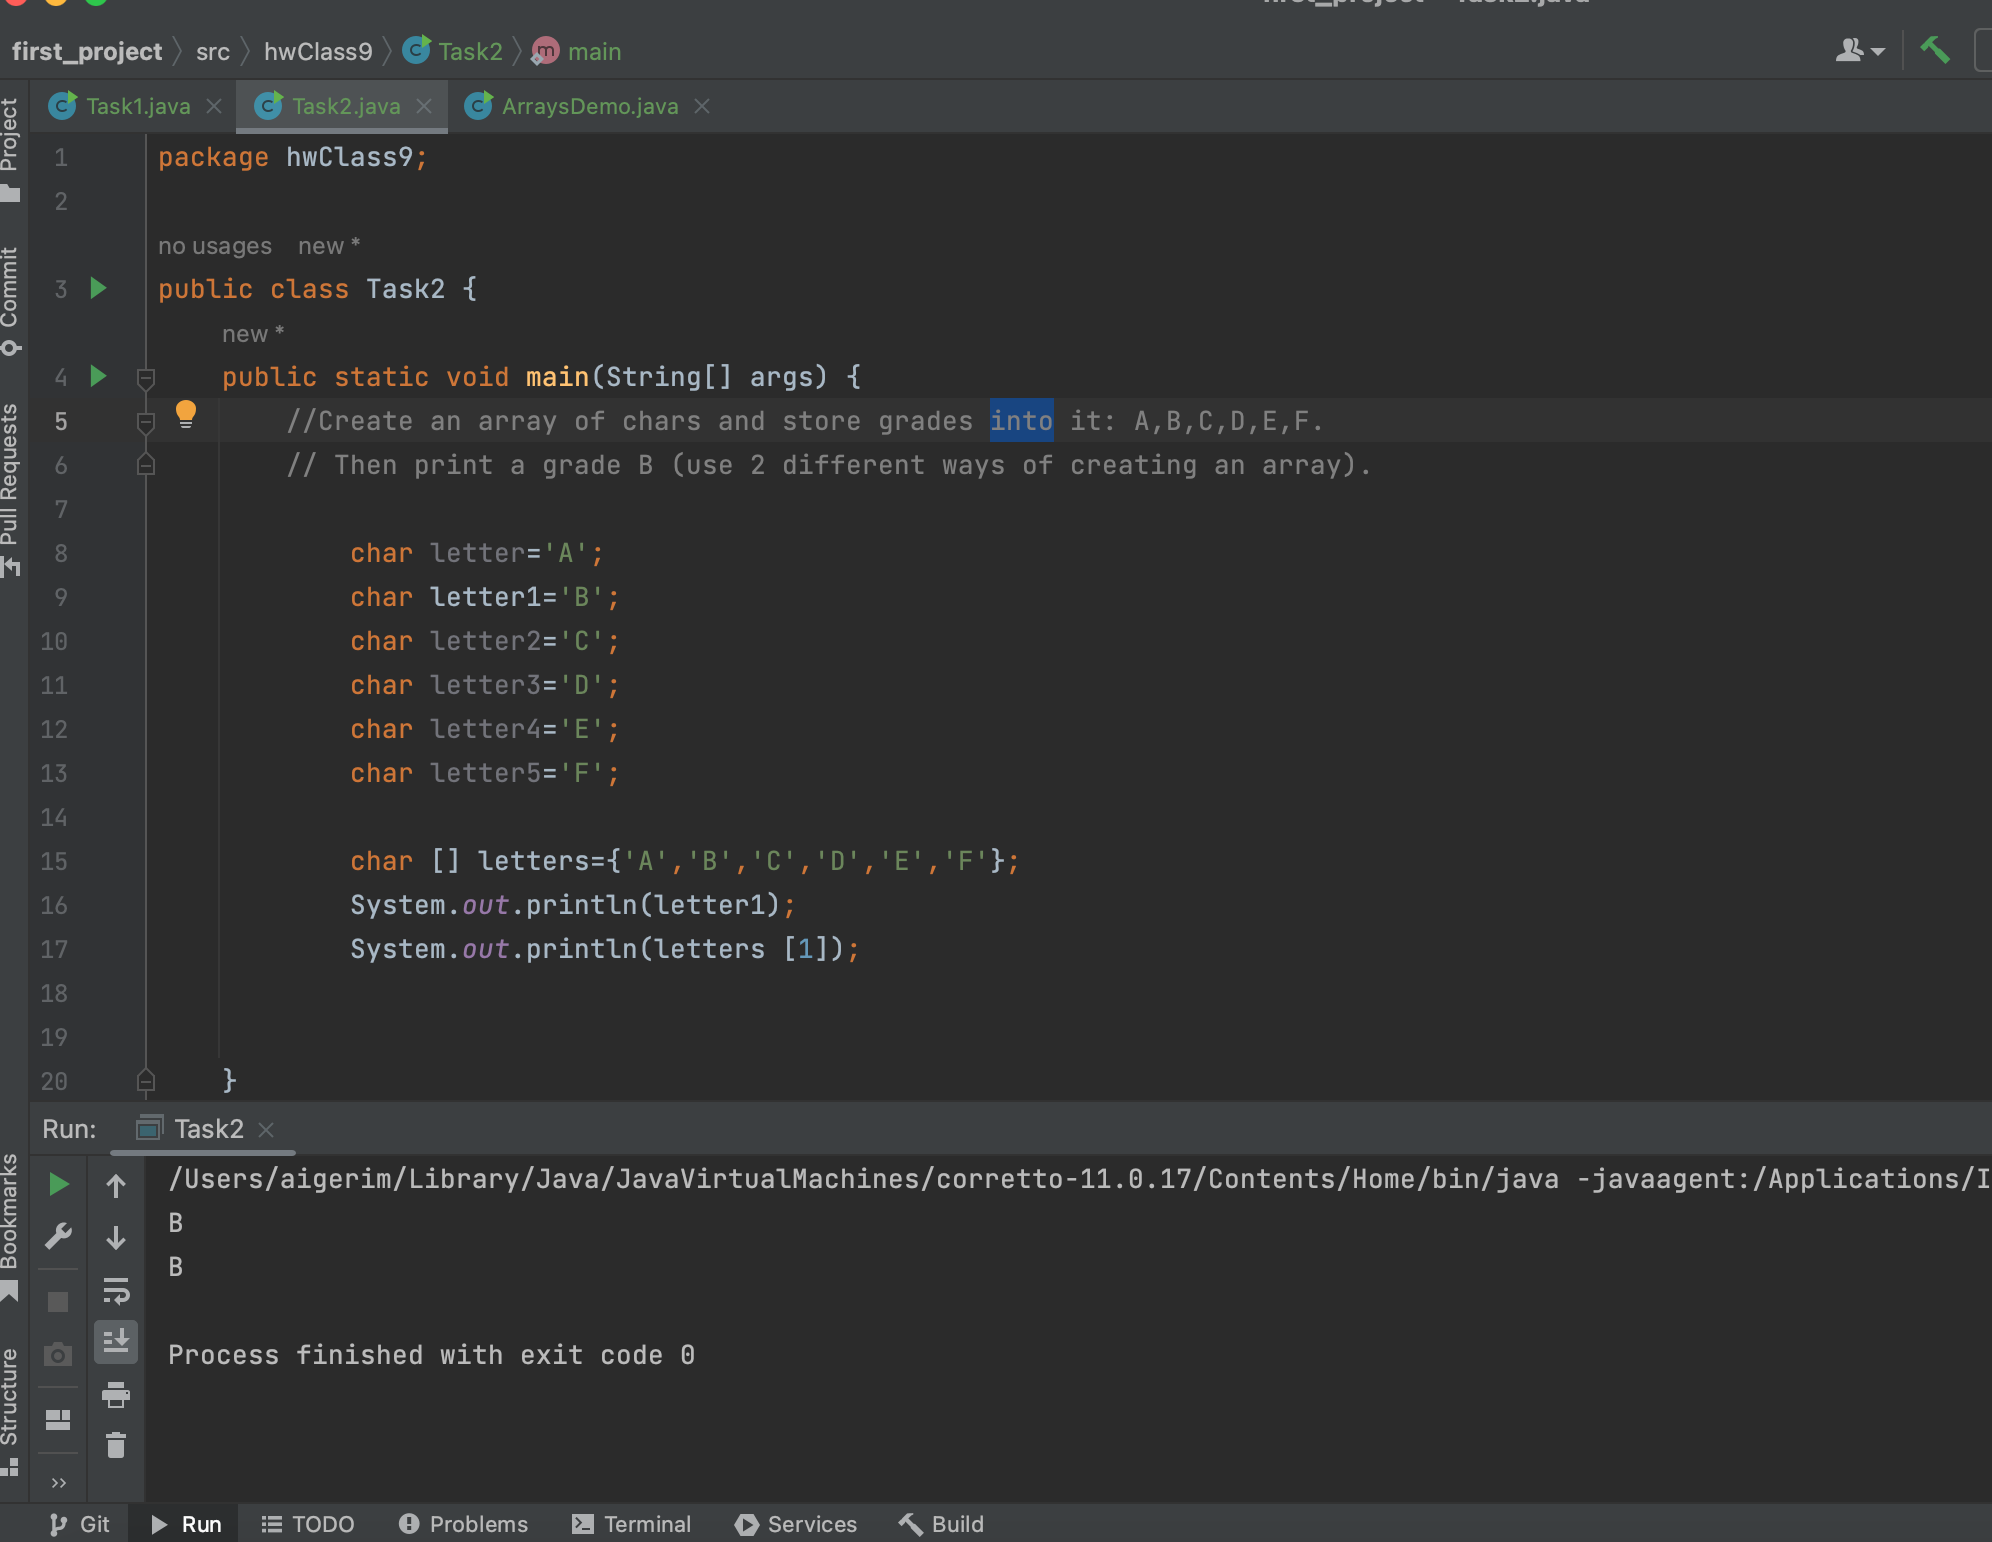 first_project src hwClass9 Task2 main
Task1.java Task2.java ArraysDemo.java
Project
Commit
Pull Requests
Bookmarks
Structure
1 package hwClass9;
2
no usages new *
3 public class Task2 {
new *
4 public static void main(String[] args) {
5 //Create an array of chars and store grades into it: A,B,C,D,E,F.
6 // Then print a grade B (use 2 different ways of creating an array).
7
8 char letter='A';
9 char letter1='B';
10 char letter2='C';
11 char letter3='D';
12 char letter4='E';
13 char letter5='F';
14
15 char [] letters={'A','B','C','D','E','F'};
16 System.out.println(letter1);
17 System.out.println(letters [1]);
18
19
20 }
Run: Task2
/Users/aigerim/Library/Java/JavaVirtualMachines/corretto-11.0.17/Contents/Home/bin/java -javaagent:/Applications/I
B
B
Process finished with exit code 0
Git Run TODO Problems Terminal Services Build